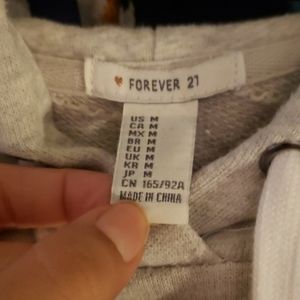 FOREVER 21
US M
CA M
MX M
BR M
EU M
UK M
KR M
JP M
CN 165/92A
MADE IN CHINA